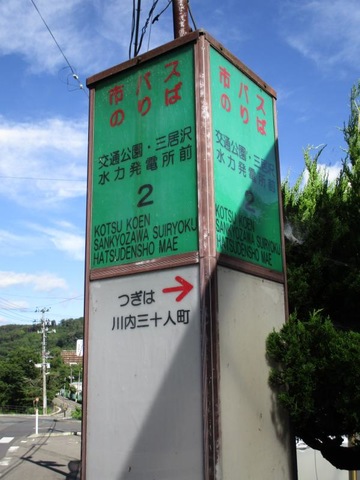 市バス
のりば
交通公園・三居沢
水力発電所前
2
KOTSU KOEN
SANKYOZAWA SUIRYOKU
HATSUDENSHO MAE
つぎは
川内三十人町
市バス
のりば
交通公園・三居沢
水力発電所前
2
KOTSU KOEN
SANKYOZAWA SUIRYOKU
HATSUDENSHO MAE